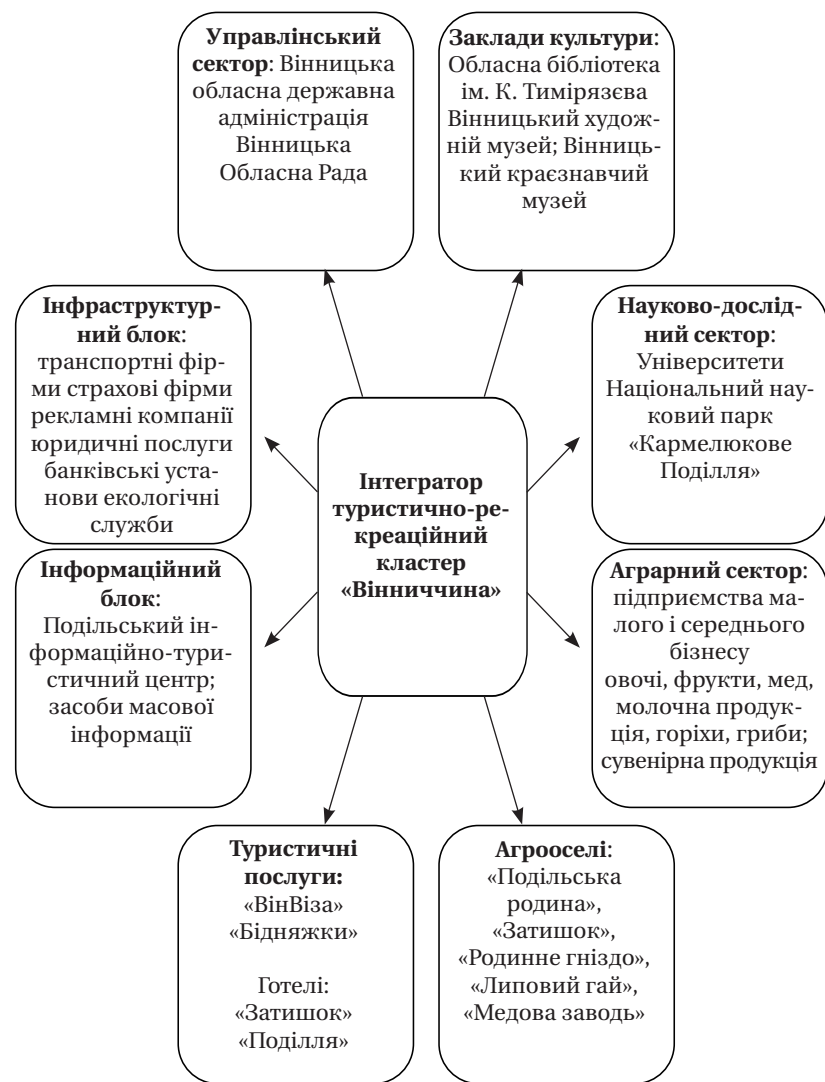 Управлінський
сектор: Вінницька
обласна державна
адміністрація
Вінницька
Обласна Рада
Заклади культури:
Обласна бібліотека
ім. К. Тимірязєва
Вінницький худож-
ній музей; Вінниць-
кий краєзнавчий
музей
Інфраструктур-
ний блок:
транспортні фір-
ми страхові фірми
рекламні компанії
юридичні послуги
банківські уста-
нови екологічні
служби
Науково-дослід-
ний сектор:
Університети
Національний нау-
ковий парк
«Кармелюкове
Поділля»
Інтегратор
туристично-ре-
креаційний
кластер
«Вінниччина»
Інформаційний
блок:
Подільський ін-
формаційно-тури-
стичний центр;
засоби масової
інформації
Аграрний сектор:
підприємства ма-
лого і середнього
бізнесу
овочі, фрукти, мед,
молочна продук-
ція, горіхи, гриби;
сувенірна продукція
Туристичні
послуги:
«ВінВіза»
«Бідняжки»
Готелі:
«Затишок»
«Поділля»
Агрооселі:
«Подільська
родина»,
«Затишок»,
«Родинне гніздо»,
«Липовий гай»,
«Медова заводь»